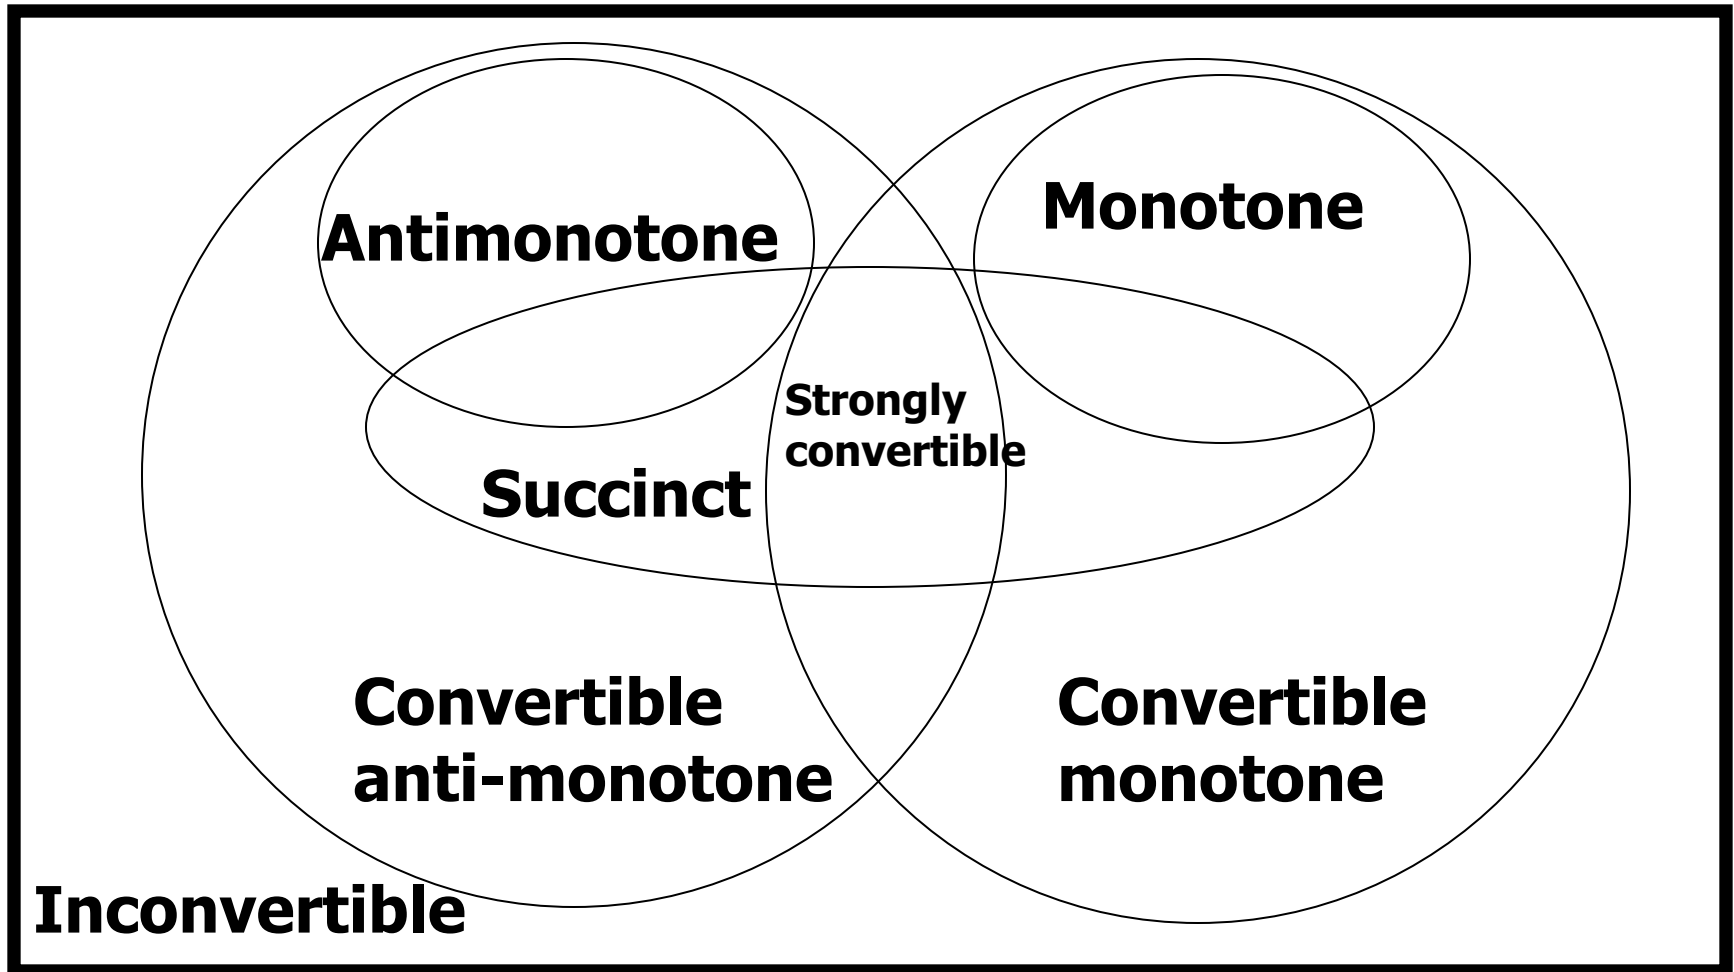 Antimonotone
Monotone
Strongly
convertible
Succinct
Convertible
anti-monotone
Convertible
monotone
Inconvertible